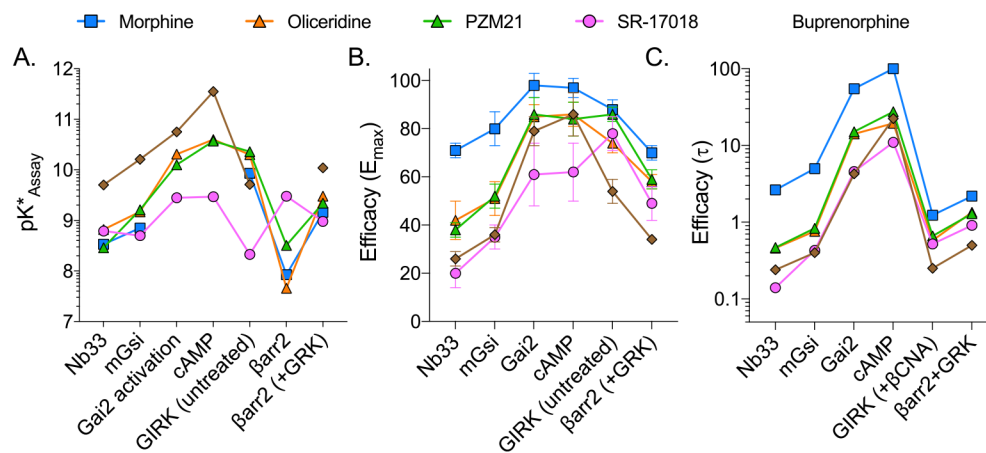 Morphine Oliceridine PZM21 SR-17018 Buprenorphine
A. B. C.
pK*Assay
12
11
10
9
8
7
Nb33
mGsi
Gai2 activation
cAMP
GIRK (untreated)
βarr2
βarr2 (+GRK)
Efficacy (Emax)
100
80
60
40
20
0
Nb33
mGsi
Gai2
cAMP
GIRK (untreated)
βarr2 (+GRK)
Efficacy (τ)
100
10
1
0.1
Nb33
mGsi
Gai2
cAMP
GIRK (+βCNA)
βarr2+GRK